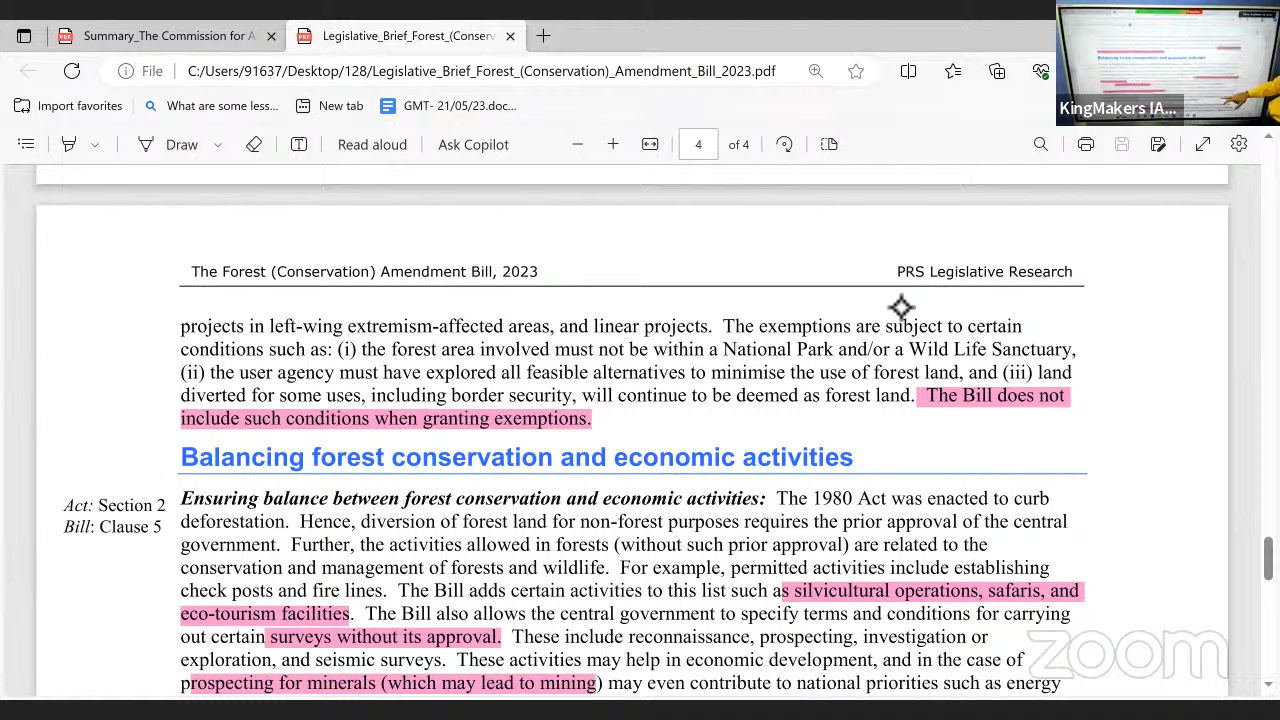 Summary_The Commission for A
Legislative_Brief_Forest_(Conserv
File
C:/Users/91637/Desktop/128/Leg
ation)_Amendment_Bill_2
.pdf
Import favorites
What are some less...
New tab
GMT- 21/05/23.doc...
KingMakers IA...
Draw
Read aloud
Ask Copilot
4
of 4
The Forest (Conservation) Amendment Bill, 2023
PRS Legislative Research
projects in left-wing extremism-affected areas, and linear projects. The exemptions are subject to certain
conditions such as: (i) the forest area involved must not be within a National Park and/or a Wild Life Sanctuary,
(ii) the user agency must have explored all feasible alternatives to minimise the use of forest land, and (iii) land
diverted for some uses, including border security, will continue to be deemed as forest land. The Bill does not
include such conditions when granting exemptions.
Balancing forest conservation and economic activities
Act: Section 2
Bill: Clause 5
Ensuring balance between forest conservation and economic activities: The 1980 Act was enacted to curb
deforestation. Hence, diversion of forest land for non-forest purposes requires the prior approval of the central
government. Further, the activities allowed in forests (without such prior approval) are related to the
conservation and management of forests and wildlife. For example, permitted activities include establishing
check posts and fire lines. The Bill adds certain activities to this list such as silvicultural operations, safaris, and
eco-tourism facilities. The Bill also allows the central government to specify terms and conditions for carrying
out certain surveys without its approval. These include reconnaissance, prospecting, investigation or
exploration, and seismic surveys. These activities may help in economic development, and in the case of
prospecting for minerals (which may lead to mining) may even contribute to national priorities such as energy
zoom